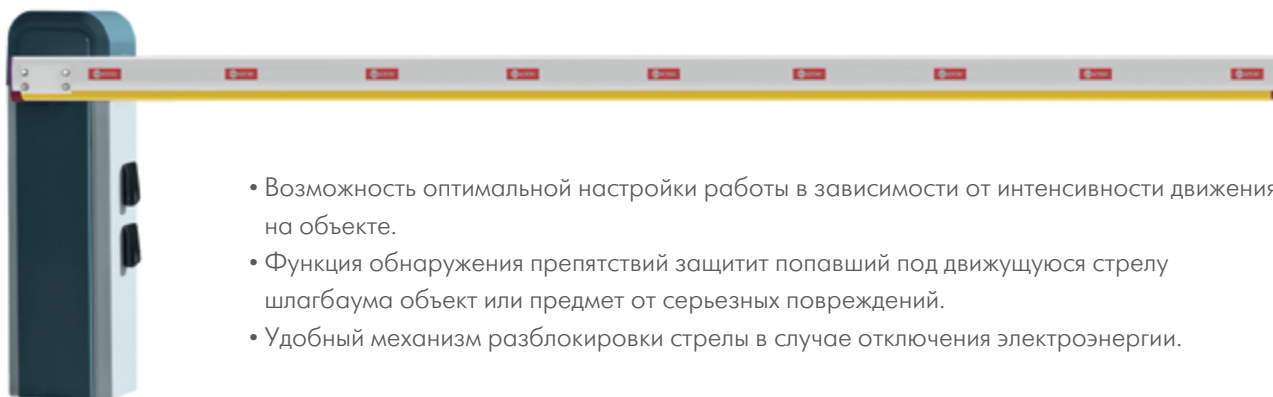 • Возможность оптимальной настройки работы в зависимости от интенсивности движения
на объекте.
• Функция обнаружения препятствий защитит попавший под движущуюся стрелу
шлагбаума объект или предмет от серьезных повреждений.
• Удобный механизм разблокировки стрелы в случае отключения электроэнергии.